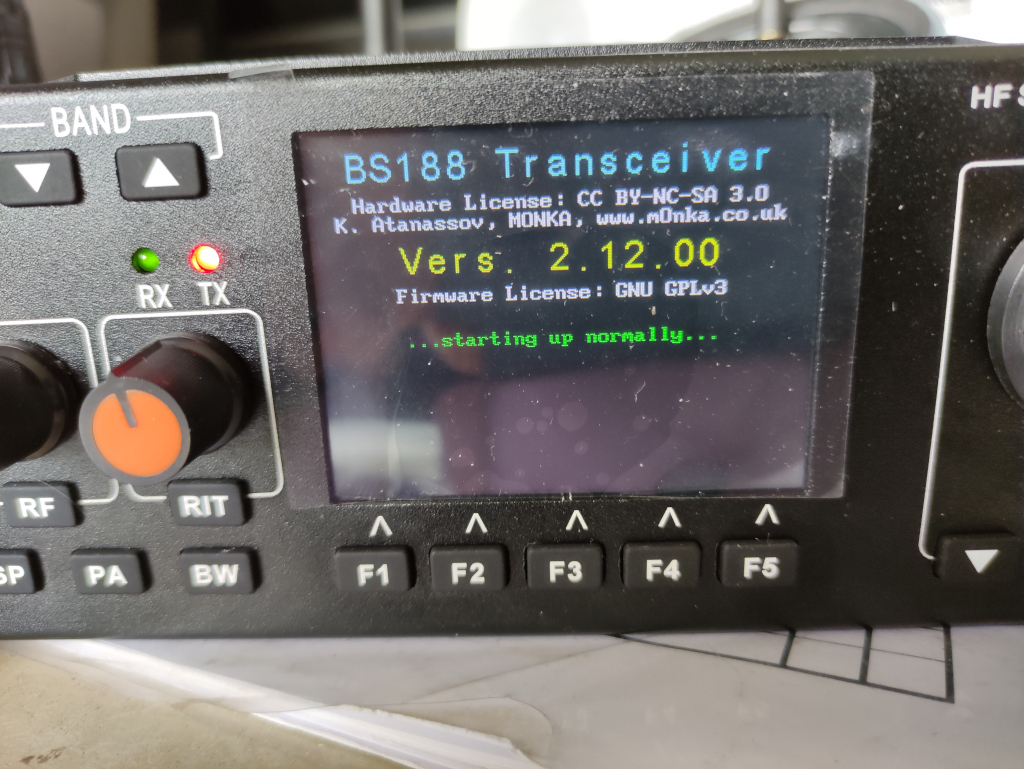 BAND
HF
BS188 Transceiver
Hardware License: CC BY-NC-SA 3.0
K. Atanassov, M0NKA, www.m0nka.co.uk
Vers. 2.12.00
Firmware License: GNU GPLv3
...starting up normally...
RX TX
RF
RIT
SP
PA
BW
F1
F2
F3
F4
F5